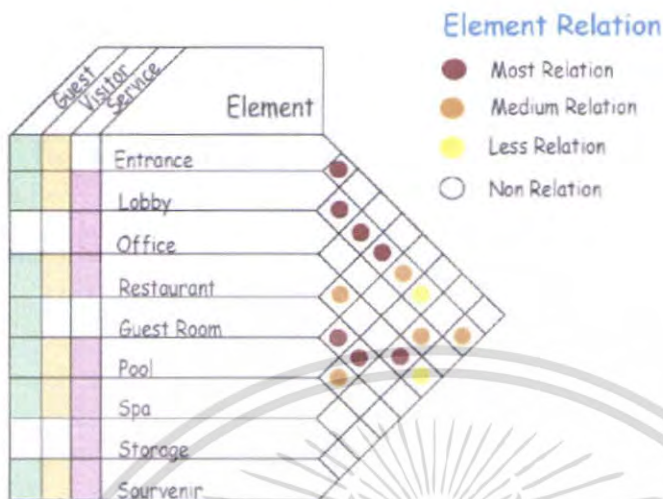 Element Relation
Most Relation
Medium Relation
Less Relation
Non Relation
Guest
Visitor
Service
Element
Entrance
Lobby
Office
Restaurant
Guest Room
Pool
Spa
Storage
Sourvenir